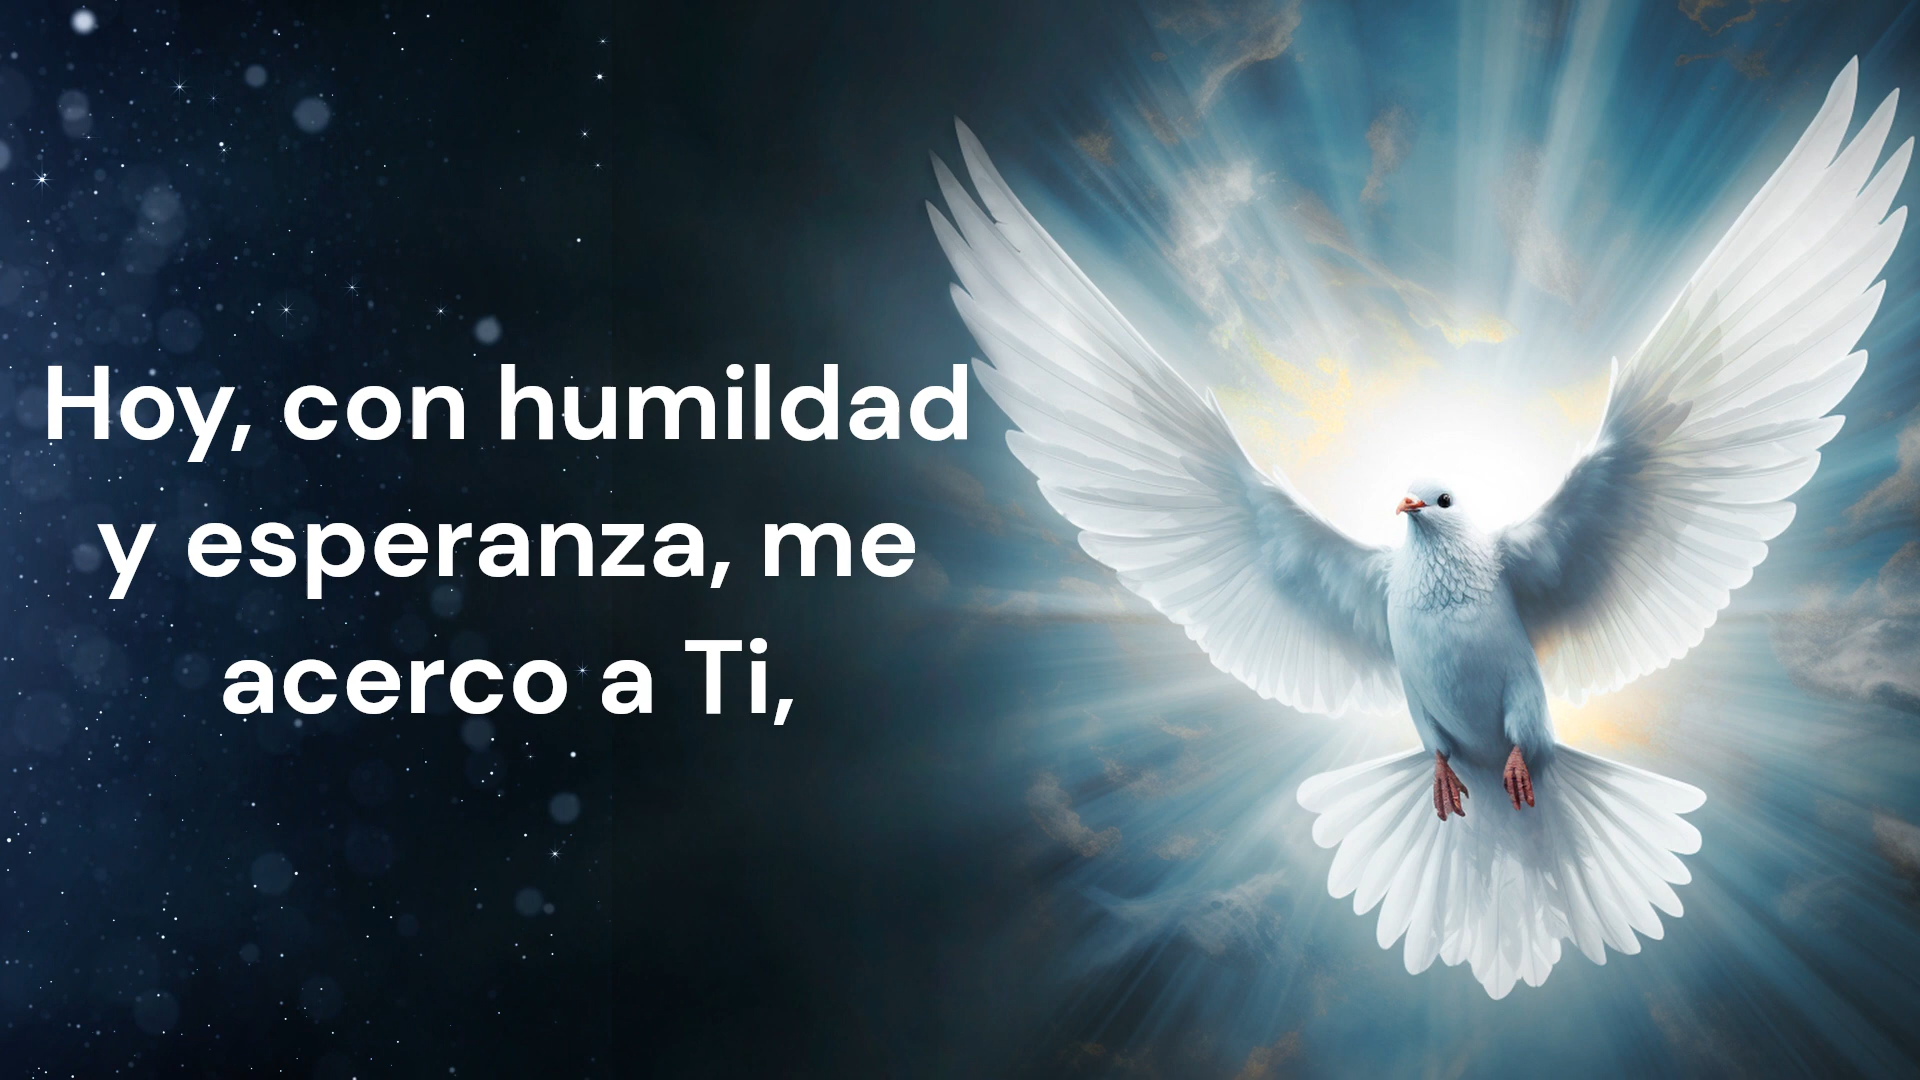 Hoy, con humildad
y esperanza, me
acerco a Ti,